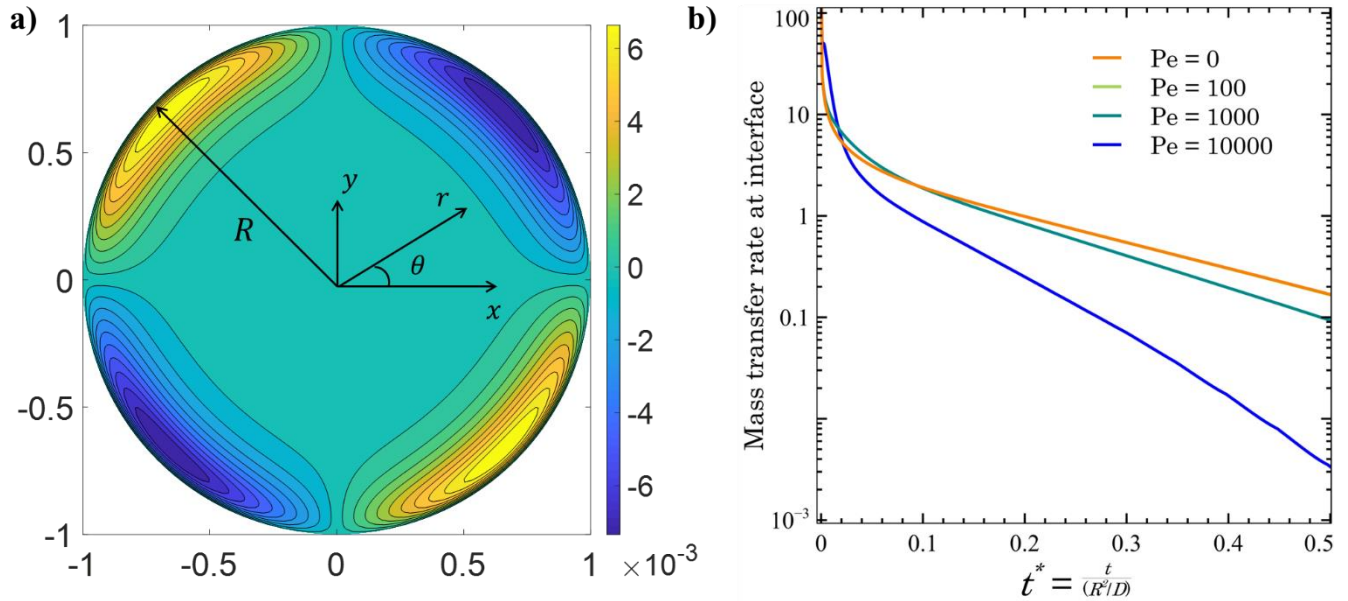 a)
1
0.5
0
-0.5
-1
-1
-0.5
0
0.5
1
×10⁻³
6
4
2
0
-2
-4
-6
R
y
r
θ
x
b)
100
10
1
0.1
10⁻³
Mass transfer rate at interface
Pe = 0
Pe = 100
Pe = 1000
Pe = 10000
0
0.1
0.2
0.3
0.4
0.5
t* = t/(R²/D)